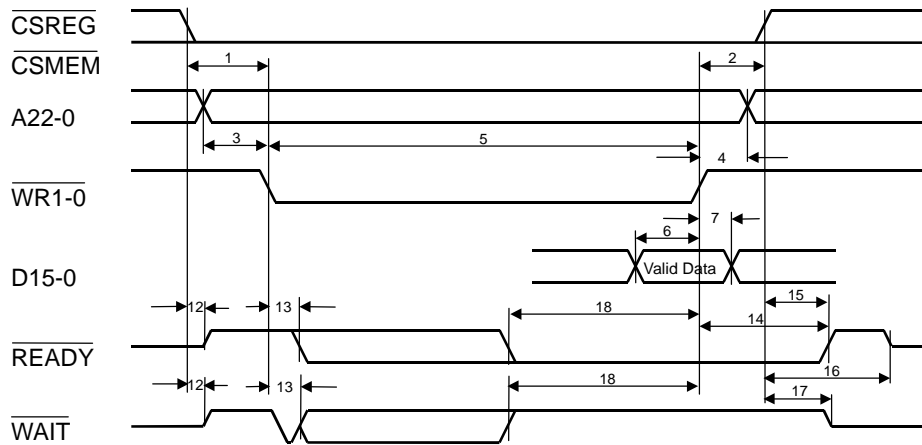 CSREG
1
2
CSMEM
A22-0
3
5
4
WR1-0
7
6
Valid Data
D15-0
15
12
13
18
14
READY
16
12
13
18
17
WAIT